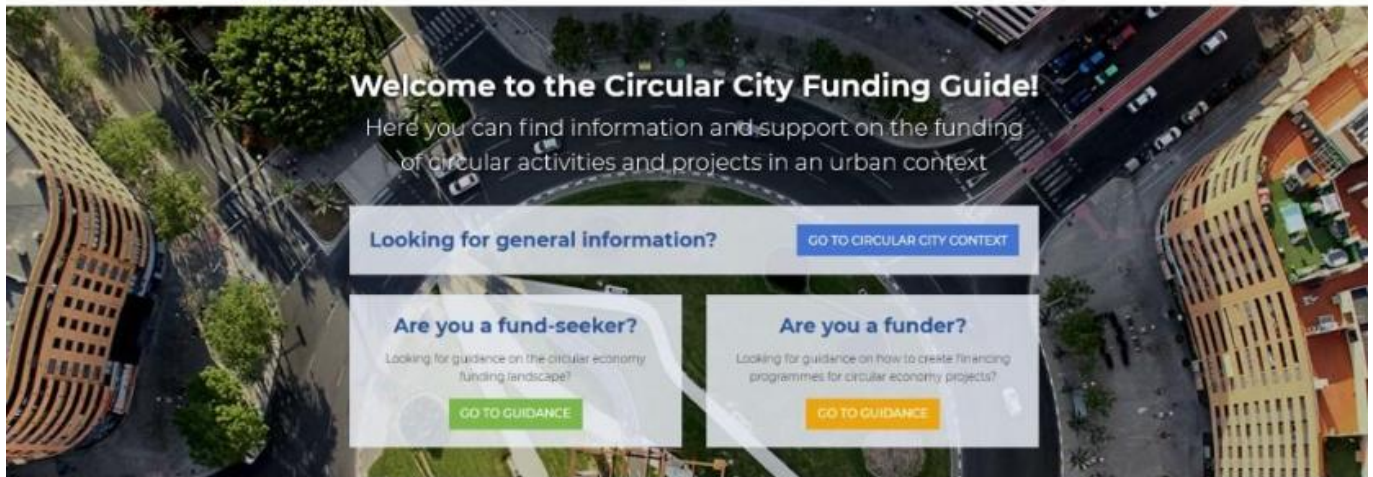 Welcome to the Circular City Funding Guide!
Here you can find information and support on the funding
of circular activities and projects in an urban context
Looking for general information?
GO TO CIRCULAR CITY CONTEXT
Are you a fund-seeker?
Looking for guidance on the circular economy
funding landscape?
GO TO GUIDANCE
Are you a funder?
Looking for guidance on how to create financing
programmes for circular economy projects?
GO TO GUIDANCE